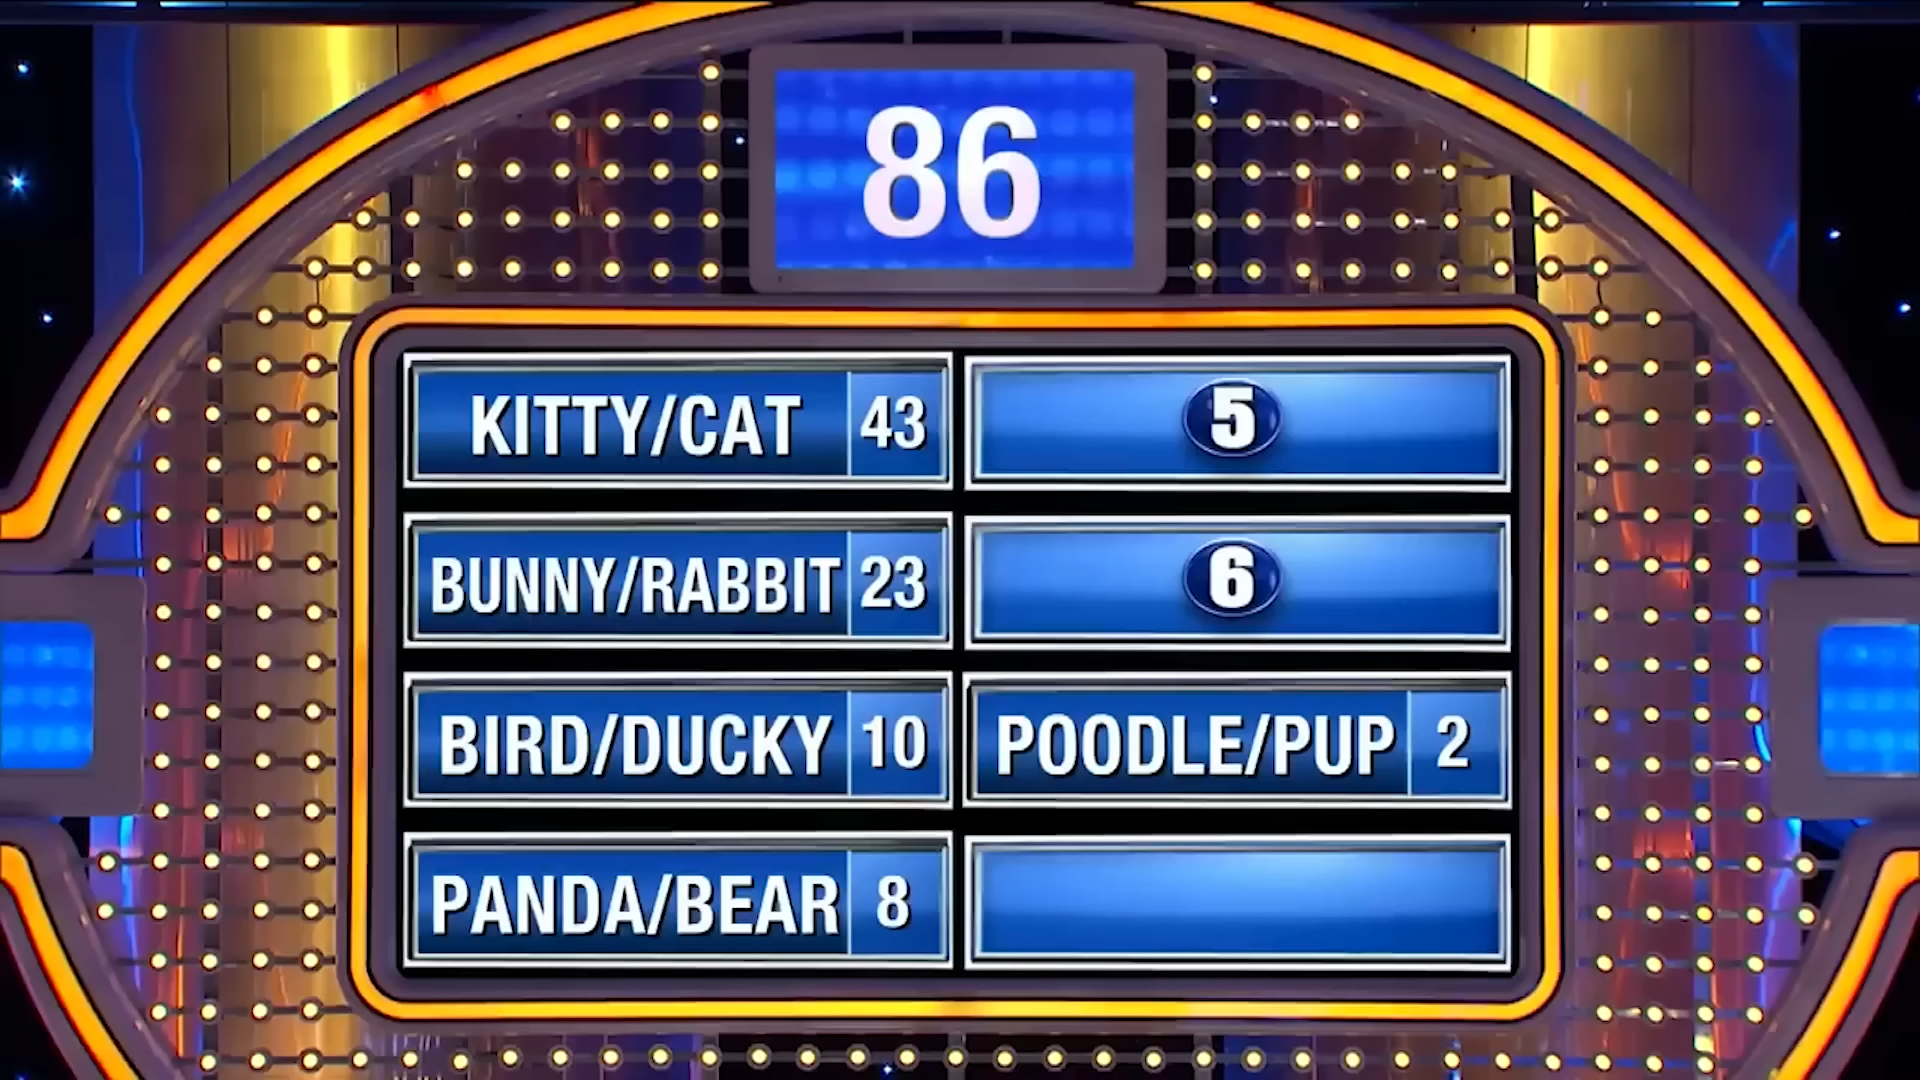 86
KITTY/CAT 43
5
BUNNY/RABBIT 23
6
BIRD/DUCKY 10
POODLE/PUP 2
PANDA/BEAR 8